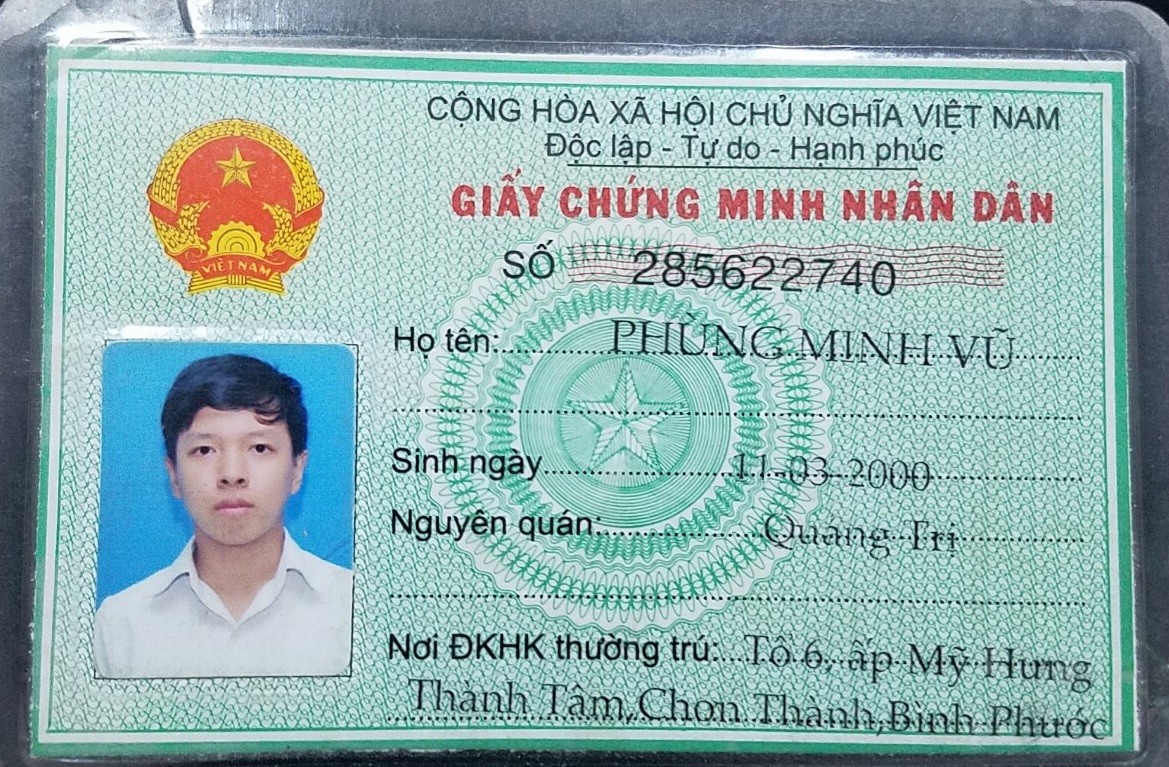 CỘNG HÒA XÃ HỘI CHỦ NGHĨA VIỆT NAM
Độc lập - Tự do - Hạnh phúc
GIẤY CHỨNG MINH NHÂN DÂN
SỐ 285622740
VIỆT NAM
Họ tên: PHÙNG MINH VŨ
Sinh ngày 11-03-2000
Nguyên quán: Quảng Trị
Nơi ĐKHK thường trú: Tổ 6, ấp Mỹ Hưng
Thành Tâm,Chơn Thành,Bình Phước